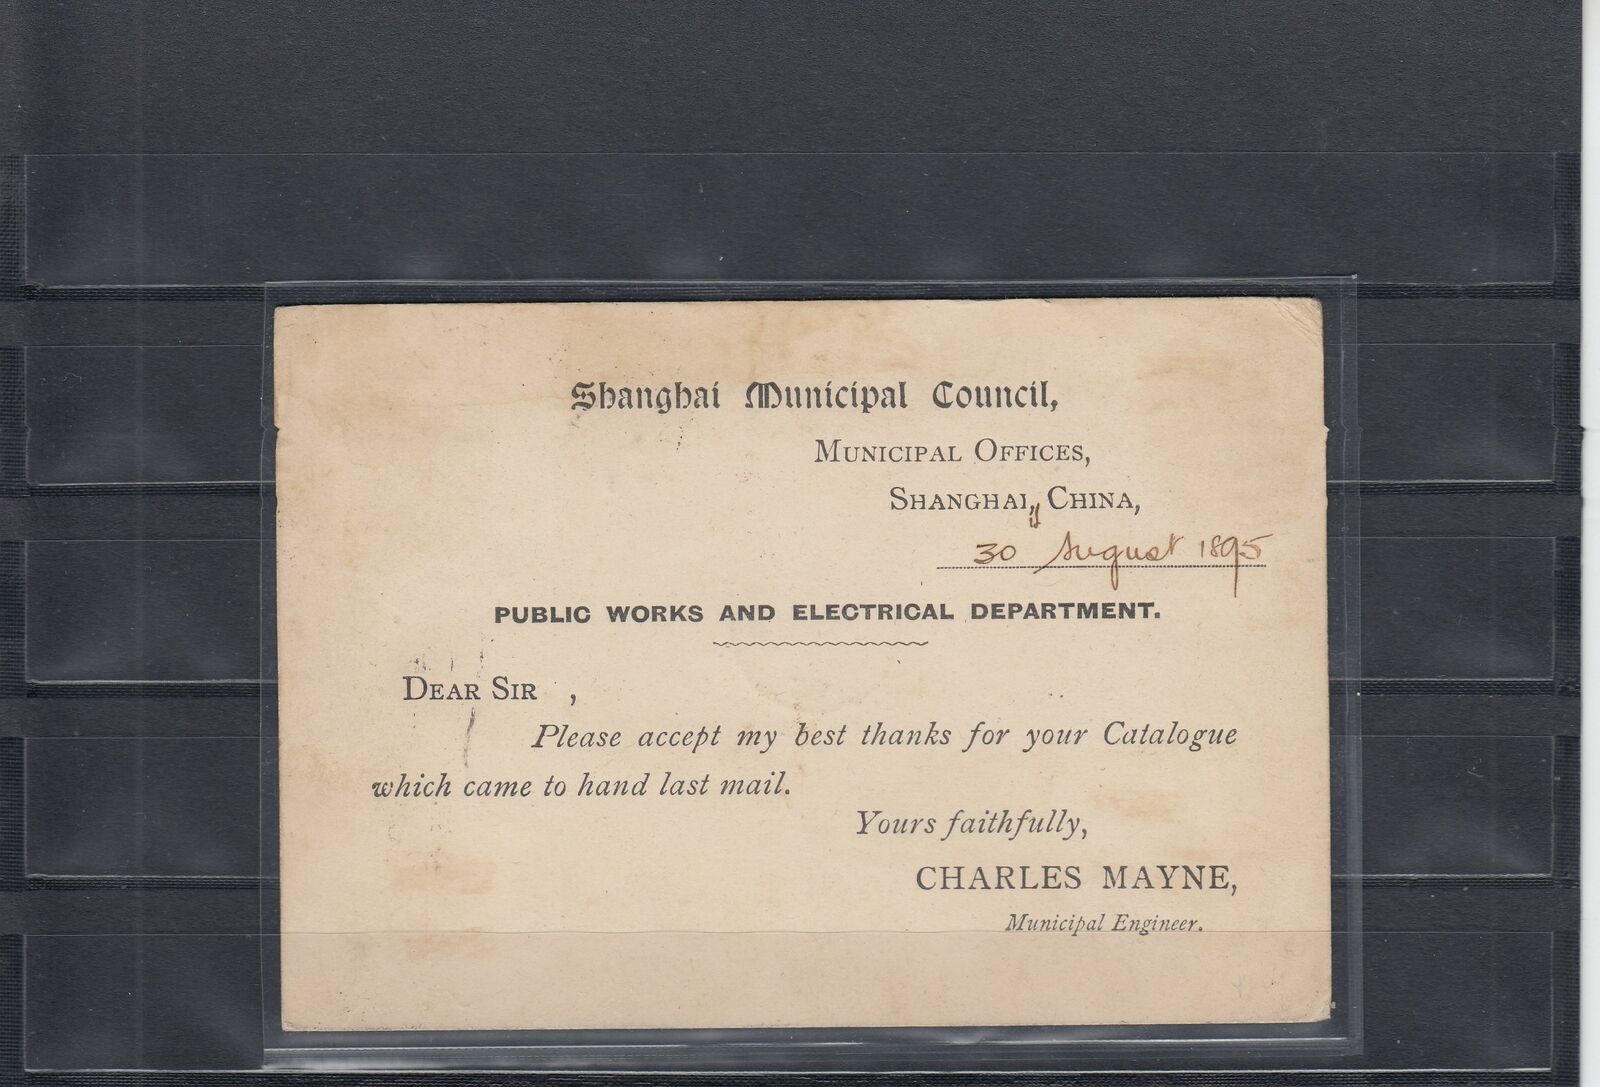 Shanghai Municipal Council,
Municipal Offices,
Shanghai, China,
30 August 1895
PUBLIC WORKS AND ELECTRICAL DEPARTMENT.
Dear Sir ,
Please accept my best thanks for your Catalogue
which came to hand last mail.
Yours faithfully,
CHARLES MAYNE,
Municipal Engineer.